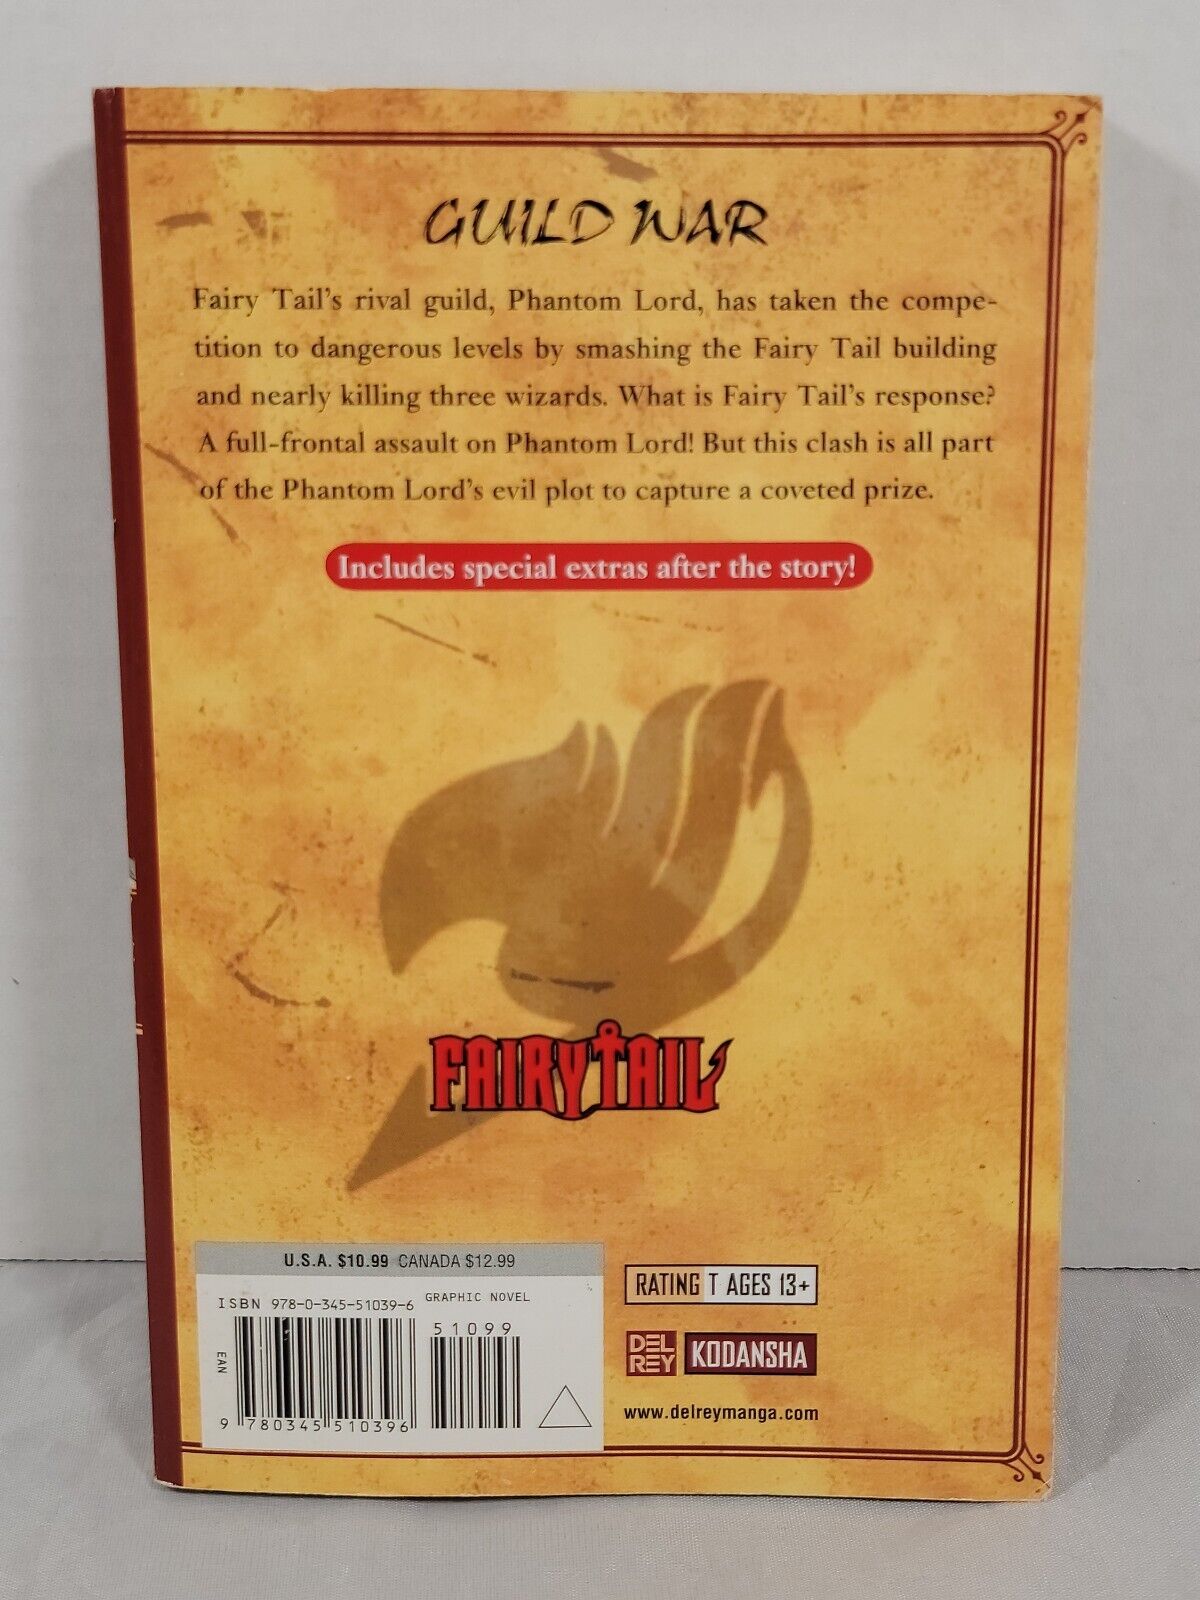 GUILD WAR
Fairy Tail's rival guild, Phantom Lord, has taken the compe-
tition to dangerous levels by smashing the Fairy Tail building
and nearly killing three wizards. What is Fairy Tail's response?
A full-frontal assault on Phantom Lord! But this clash is all part
of the Phantom Lord's evil plot to capture a coveted prize.
Includes special extras after the story!
FAIRY TAIL
U.S.A. $10.99 CANADA $12.99
ISBN 978-0-345-51039-6 GRAPHIC NOVEL
51099
EAN
9 780345 510396
RATING T AGES 13+
DEL
REY
KODANSHA
www.delreymanga.com